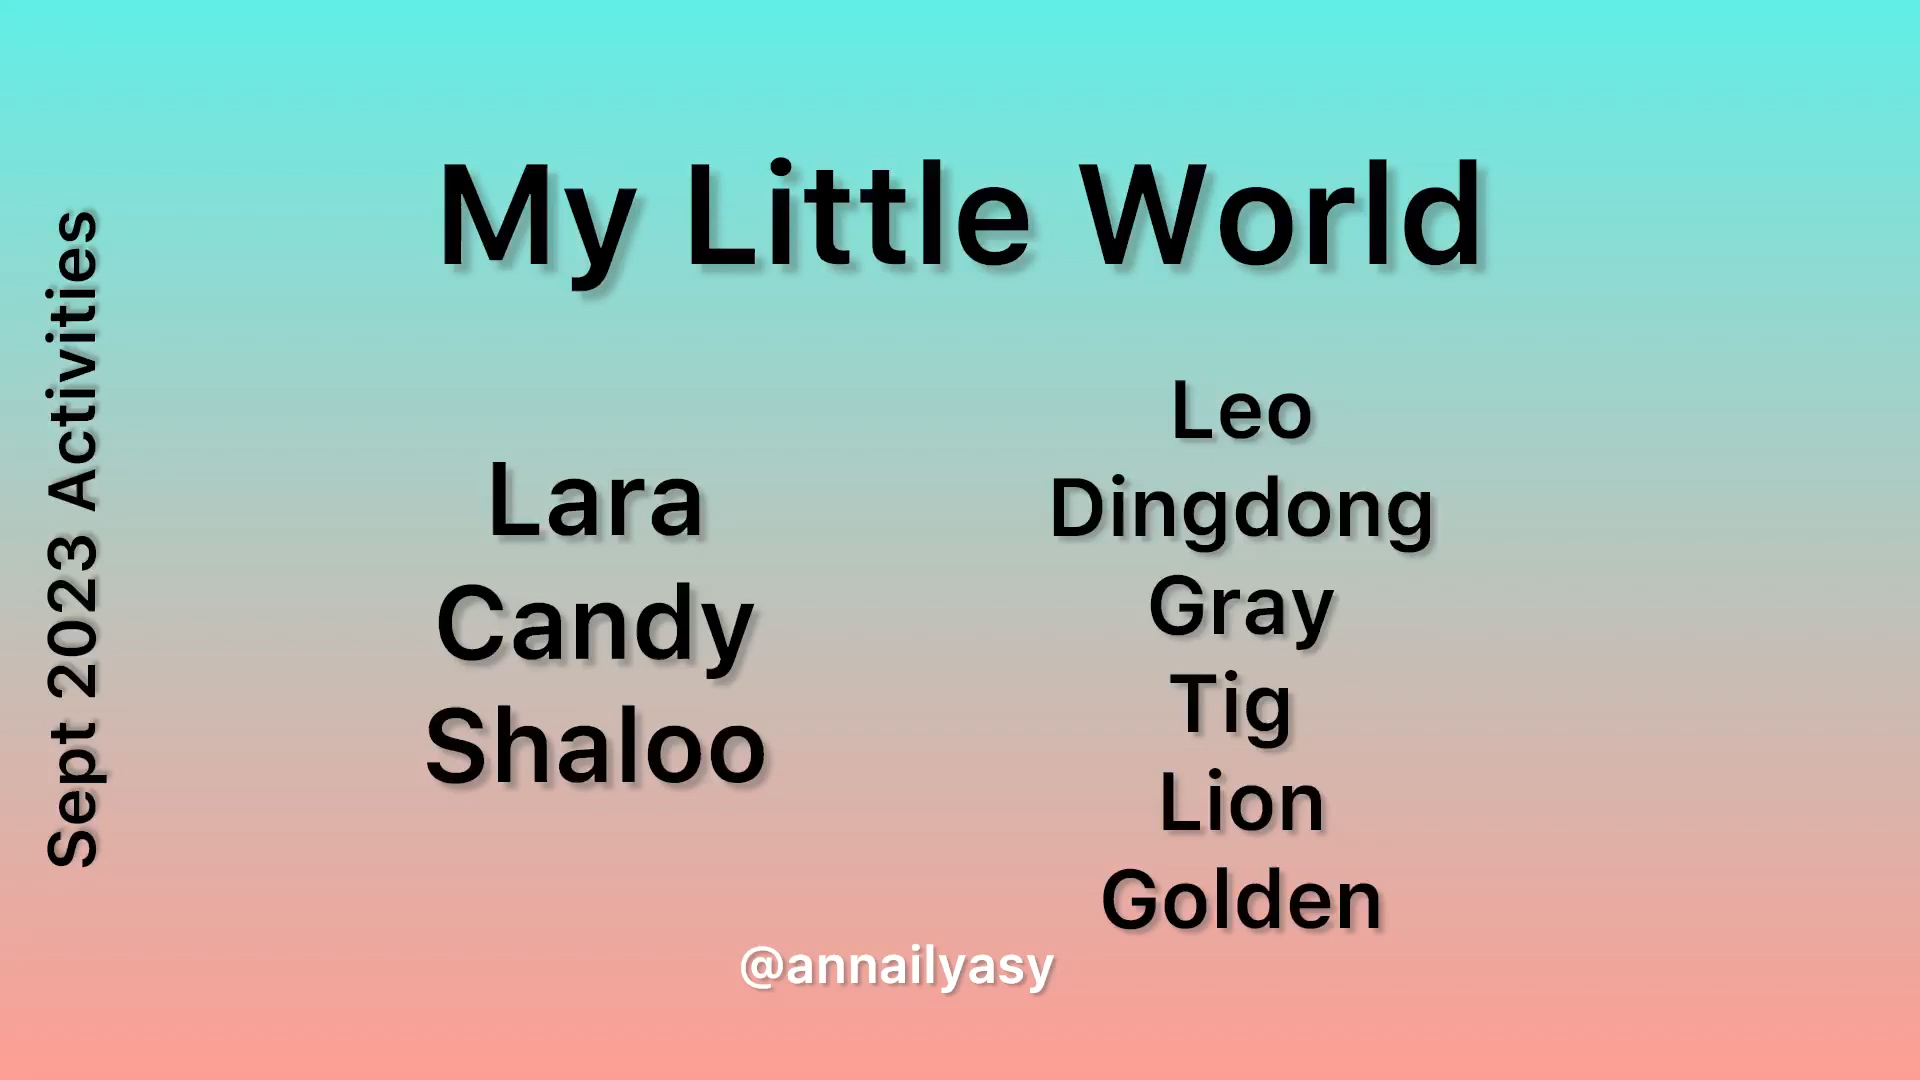 My Little World
Sept 2023 Activities
Lara
Candy
Shaloo
Leo
Dingdong
Gray
Tig
Lion
Golden
@annailyasy